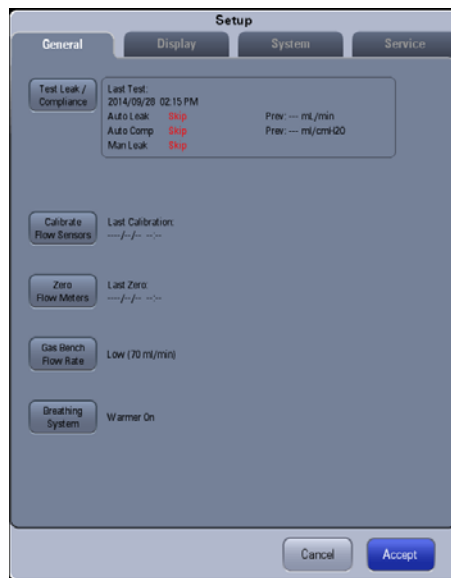 Setup
General Display System Service
Test Leak / Compliance
Last Test:
2014/09/28 02:15 PM
Auto Leak Skip Prev: --- mL/min
Auto Comp Skip Prev: --- ml/cmH2O
Man Leak Skip
Calibrate Flow Sensors
Last Calibration:
----/--/-- --:--
Zero Flow Meters
Last Zero:
----/--/-- --:--
Gas Bench Flow Rate
Low (70 ml/min)
Breathing System
Warmer On
Cancel Accept